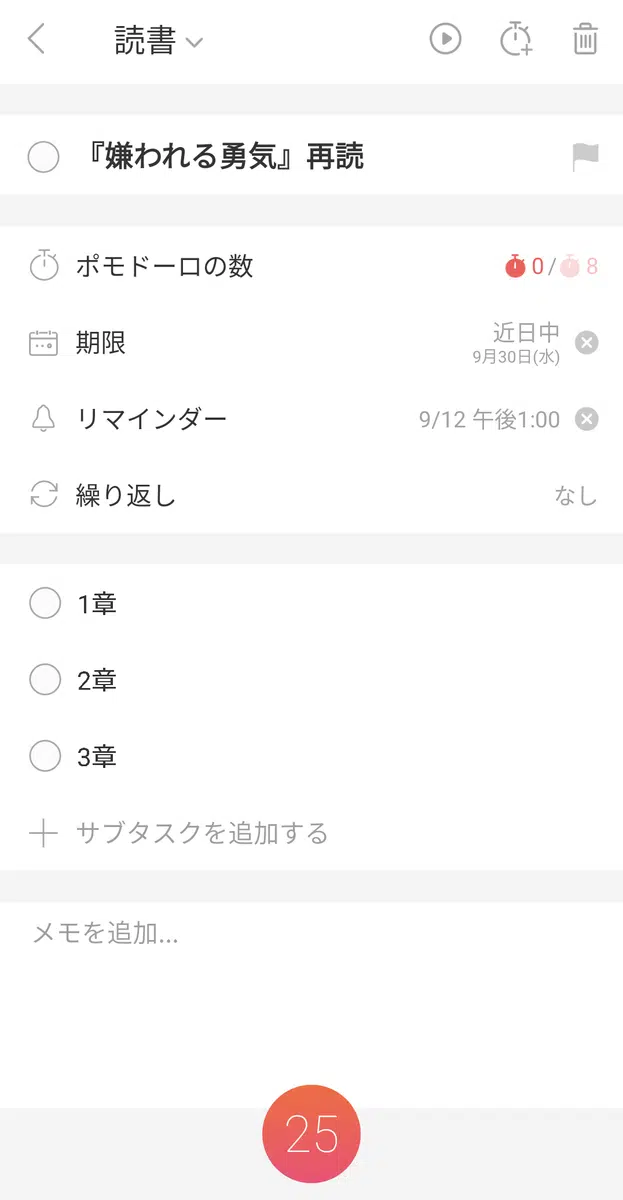 読書
『嫌われる勇気』再読
ポモドーロの数 0/8
期限 近日中
9月30日(水)
リマインダー 9/12 午後1:00
繰り返し なし
1章
2章
3章
サブタスクを追加する
メモを追加...
25